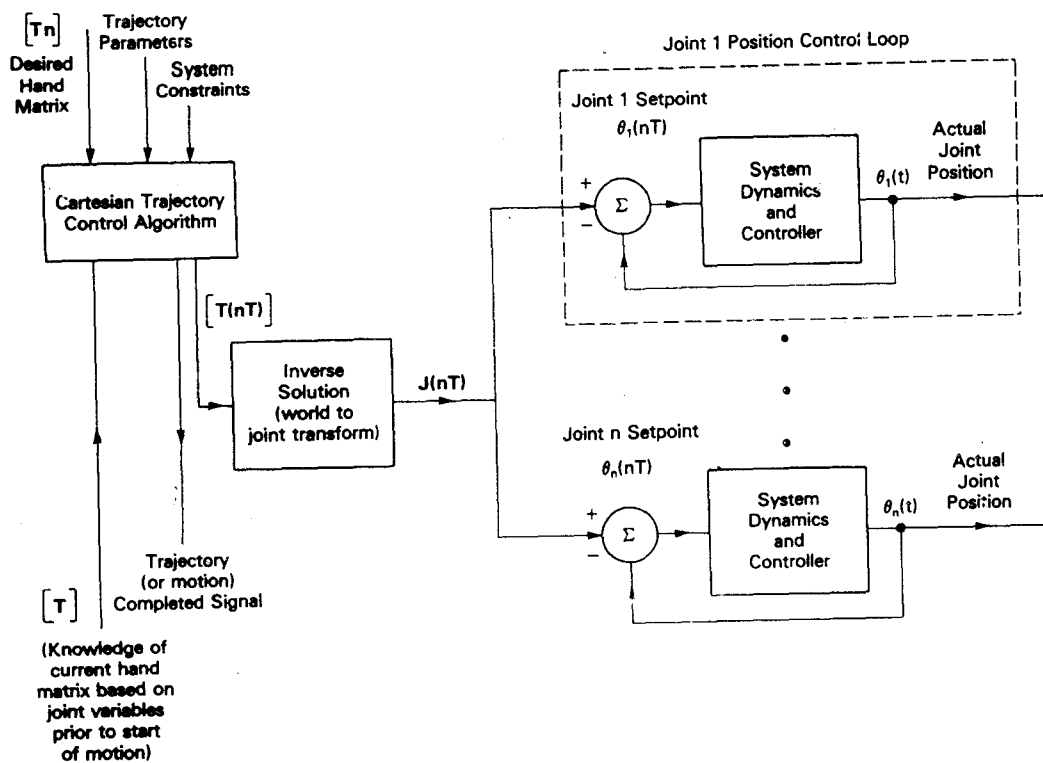 [Tn]
Desired
Hand
Matrix
Trajectory
Parameters
System
Constraints
Cartesian Trajectory
Control Algorithm
[T(nT)]
Inverse
Solution
(world to
joint transform)
J(nT)
Trajectory
(or motion)
Completed Signal
[T]
(Knowledge of
current hand
matrix based on
joint variables
prior to start
of motion)
Joint 1 Position Control Loop
Joint 1 Setpoint
θ₁(nT)
+
−
Σ
System
Dynamics
and
Controller
θ₁(t)
Actual
Joint
Position
Joint n Setpoint
θₙ(nT)
+
−
Σ
System
Dynamics
and
Controller
θₙ(t)
Actual
Joint
Position